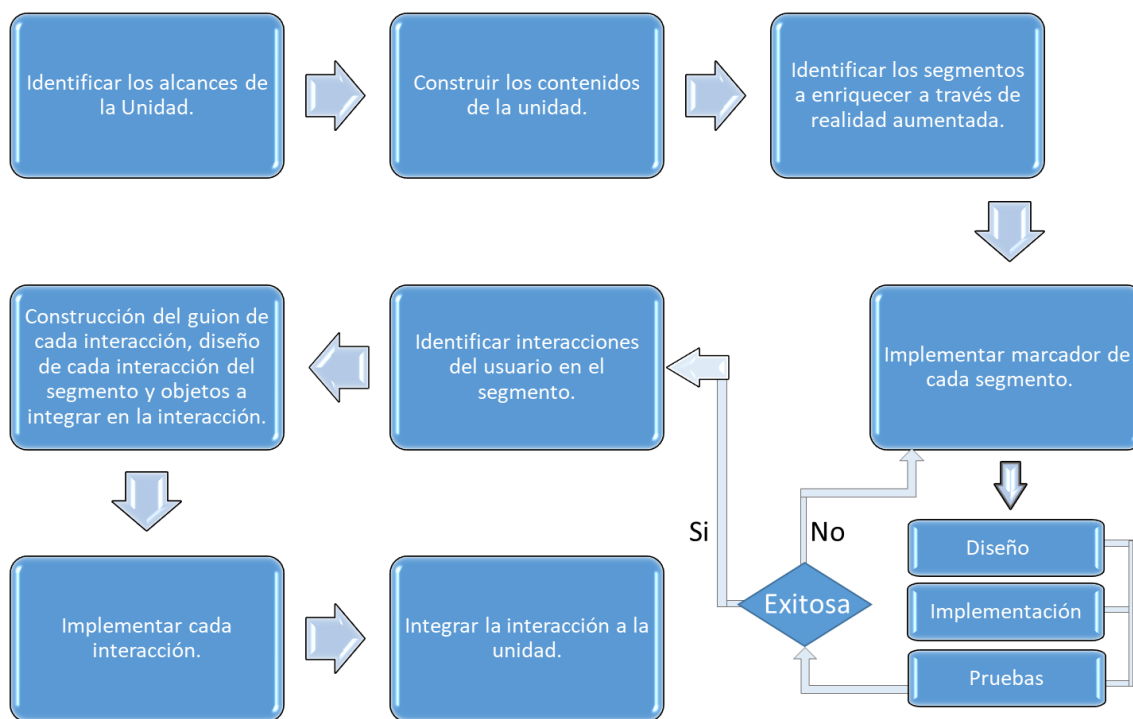 Identificar los alcances de
la Unidad.
Construir los contenidos
de la unidad.
Identificar los segmentos
a enriquecer a través de
realidad aumentada.
Implementar marcador de
cada segmento.
Diseño
Implementación
Pruebas
Exitosa
No
Si
Identificar interacciones
del usuario en el
segmento.
Construcción del guion de
cada interacción, diseño
de cada interacción del
segmento y objetos a
integrar en la interacción.
Implementar cada
interacción.
Integrar la interacción a la
unidad.